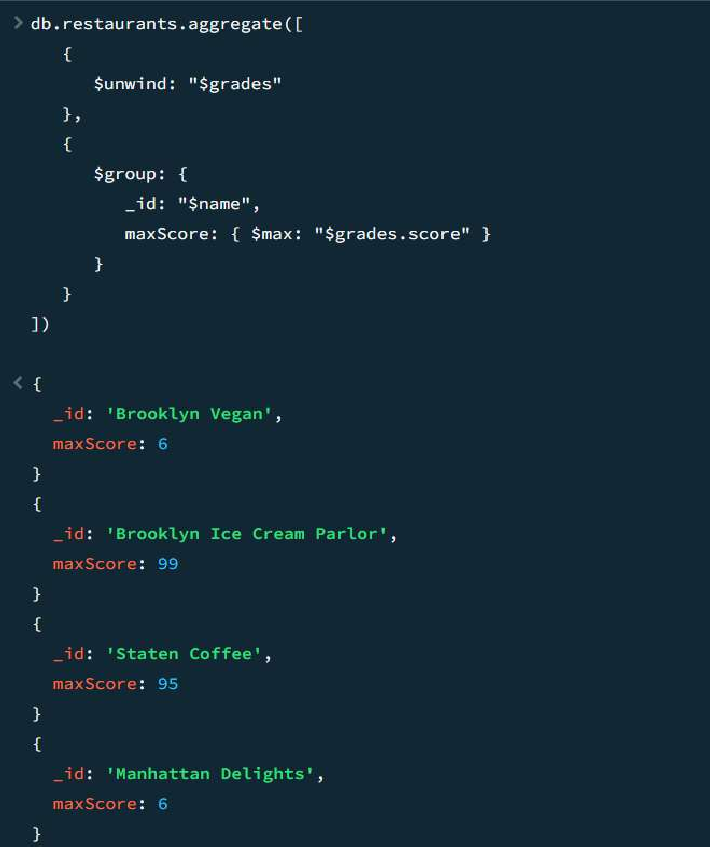 > db.restaurants.aggregate([
{
$unwind: "$grades"
},
{
$group: {
_id: "$name",
maxScore: { $max: "$grades.score" }
}
}
])
< {
_id: 'Brooklyn Vegan',
maxScore: 6
}
{
_id: 'Brooklyn Ice Cream Parlor',
maxScore: 99
}
{
_id: 'Staten Coffee',
maxScore: 95
}
{
_id: 'Manhattan Delights',
maxScore: 6
}